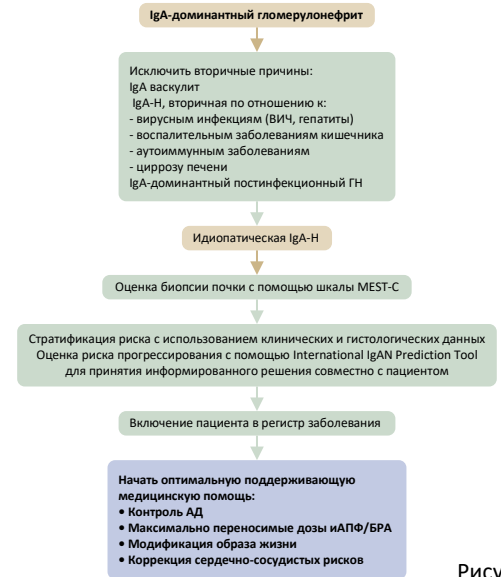 IgA-доминантный гломерулонефрит
Исключить вторичные причины:
IgA васкулит
IgA-Н, вторичная по отношению к:
- вирусным инфекциям (ВИЧ, гепатиты)
- воспалительным заболеваниям кишечника
- аутоиммунным заболеваниям
- циррозу печени
IgA-доминантный постинфекционный ГН
Идиопатическая IgA-Н
Оценка биопсии почки с помощью шкалы MEST-C
Стратификация риска с использованием клинических и гистологических данных
Оценка риска прогрессирования с помощью International IgAN Prediction Tool
для принятия информированного решения совместно с пациентом
Включение пациента в регистр заболевания
Начать оптимальную поддерживающую
медицинскую помощь:
• Контроль АД
• Максимально переносимые дозы иАПФ/БРА
• Модификация образа жизни
• Коррекция сердечно-сосудистых рисков
Рису